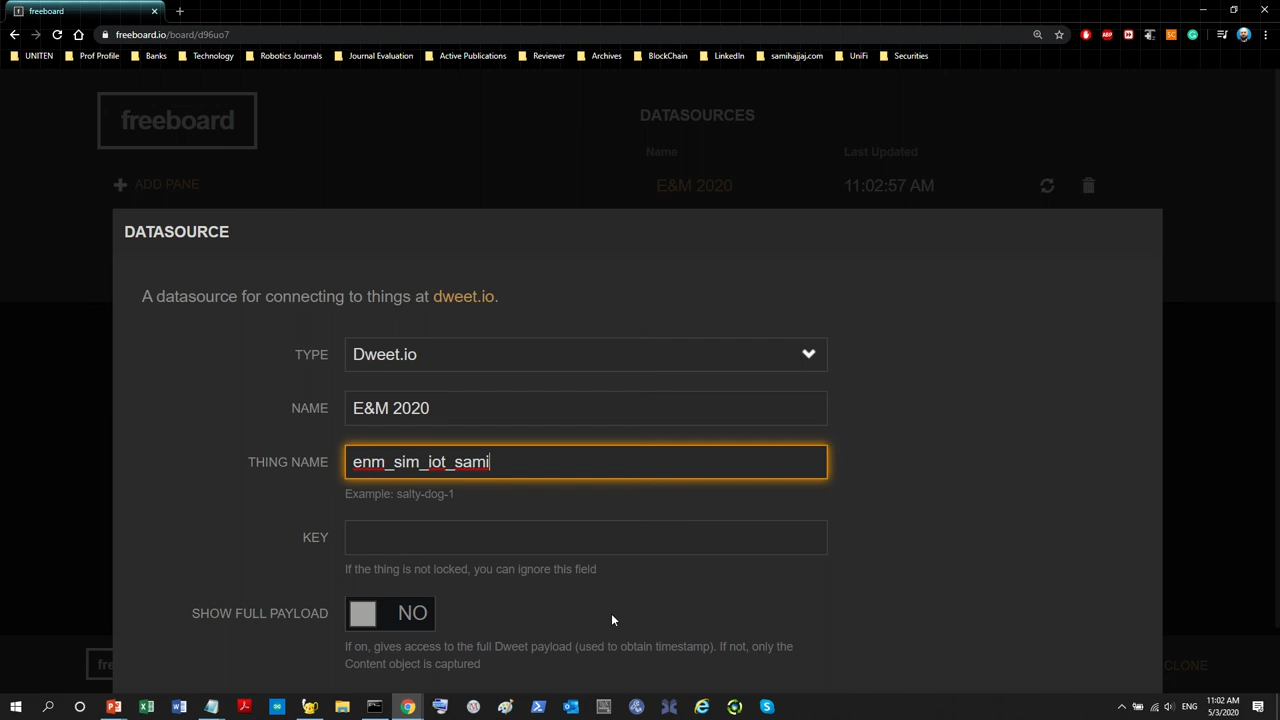 freeboard
freeboard.io/board/d96uo7
UNITEN Prof Profile Banks Technology Robotics Journals Journal Evaluation Active Publications Reviewer Archives BlockChain LinkedIn samihajjaj.com UniFi Securities
freeboard
DATASOURCES
Name Last Updated
ADD PANE
E&M 2020 11:02:57 AM
DATASOURCE
A datasource for connecting to things at dweet.io.
TYPE Dweet.io
NAME E&M 2020
THING NAME enm_sim_iot_sami
Example: salty-dog-1
KEY
If the thing is not locked, you can ignore this field
SHOW FULL PAYLOAD NO
If on, gives access to the full Dweet payload (used to obtain timestamp). If not, only the
Content object is captured
CLONE
ENG
11:02 AM
5/3/2020